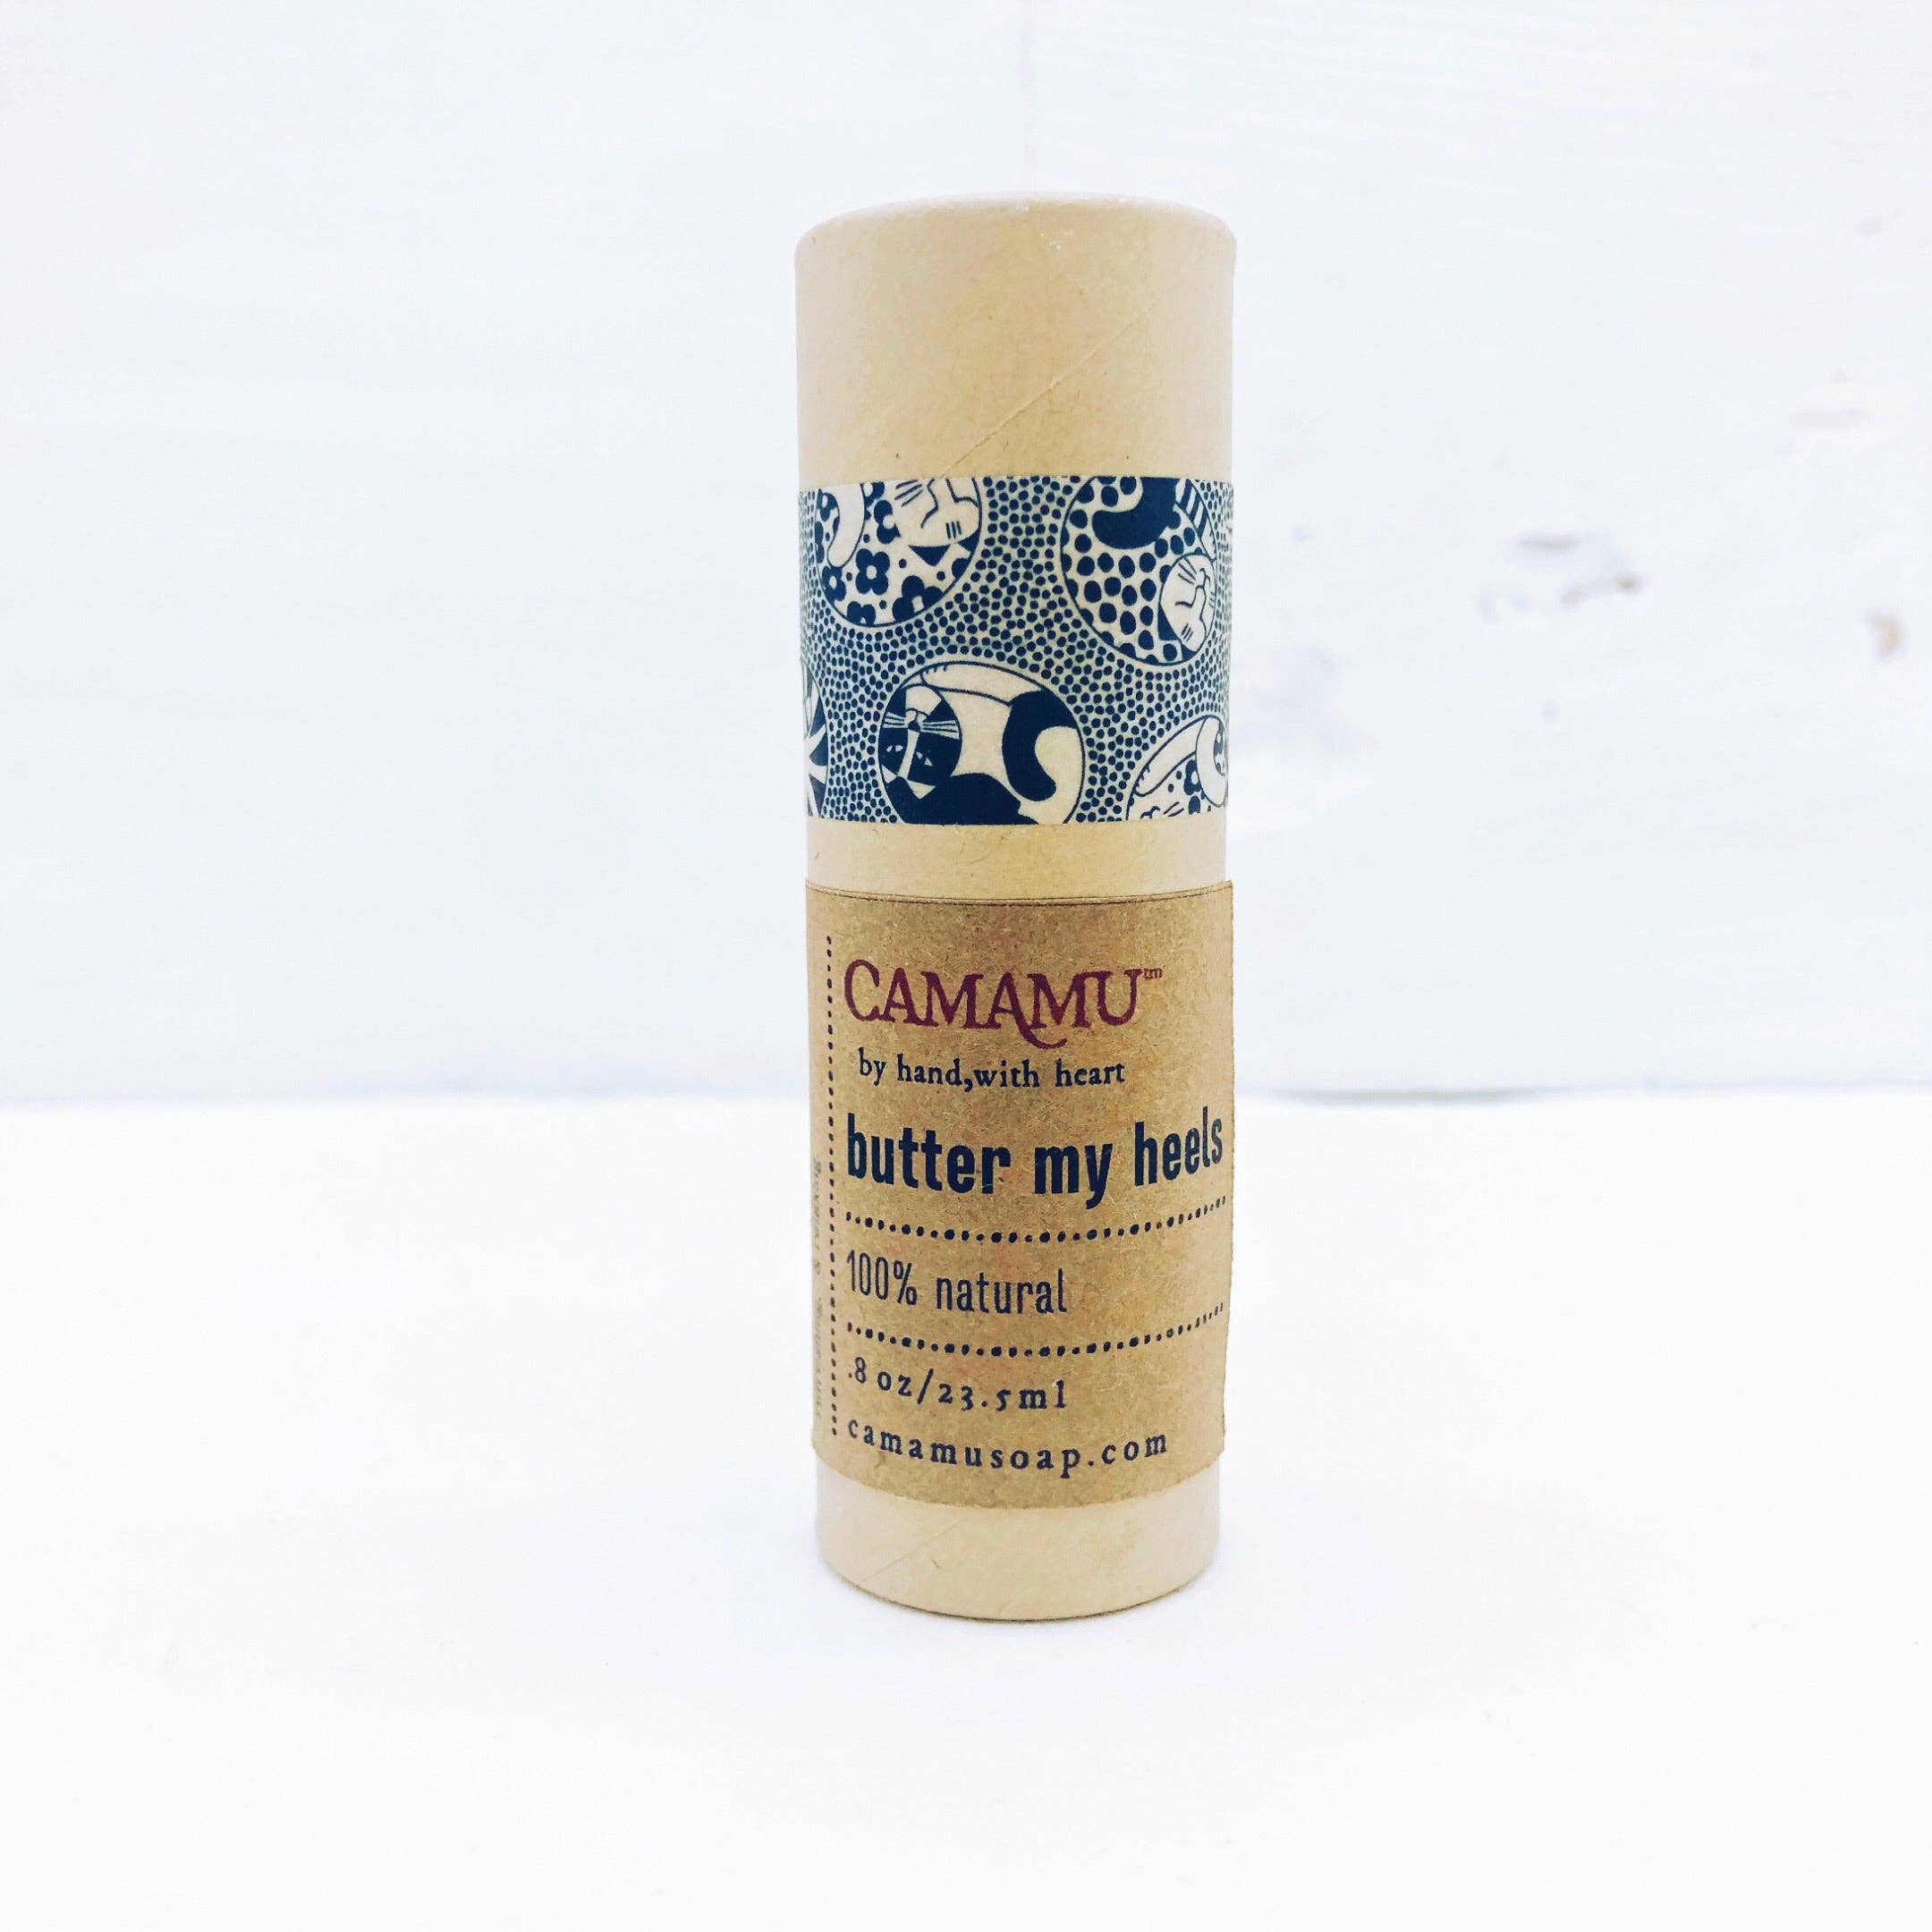 CAMAMU™
by hand,with heart
butter my heels
100% natural
.8 oz/23.5ml
camamusoap.com